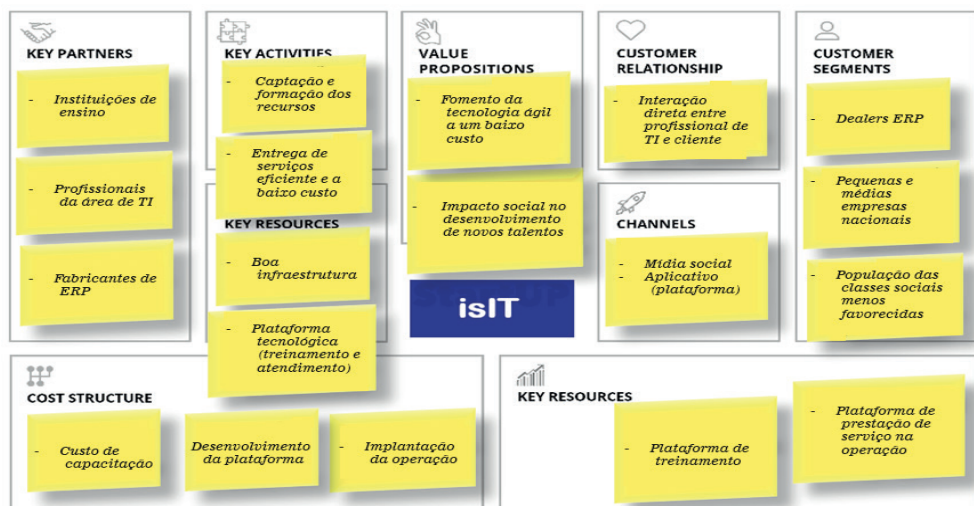 KEY PARTNERS
- Instituições de
ensino
- Profissionais
da área de TI
- Fabricantes de
ERP
KEY ACTIVITIES
- Captação e
formação dos
recursos
- Entrega de
serviços
eficiente e a
baixo custo
KEY RESOURCES
- Boa
infraestrutura
- Plataforma
tecnológica
(treinamento e
atendimento)
VALUE
PROPOSITIONS
- Fomento da
tecnologia ágil
a um baixo
custo
- Impacto social no
desenvolvimento
de novos talentos
isIT
CUSTOMER
RELATIONSHIP
- Interação
direta entre
profissional de
TI e cliente
CHANNELS
- Mídia social
- Aplicativo
(plataforma)
CUSTOMER
SEGMENTS
- Dealers ERP
- Pequenas e
médias
empresas
nacionais
- População das
classes sociais
menos
favorecidas
COST STRUCTURE
- Custo de
capacitação
Desenvolvimento
da plataforma
- Implantação
da operação
KEY RESOURCES
- Plataforma de
treinamento
- Plataforma de
prestação de
serviço na
operação